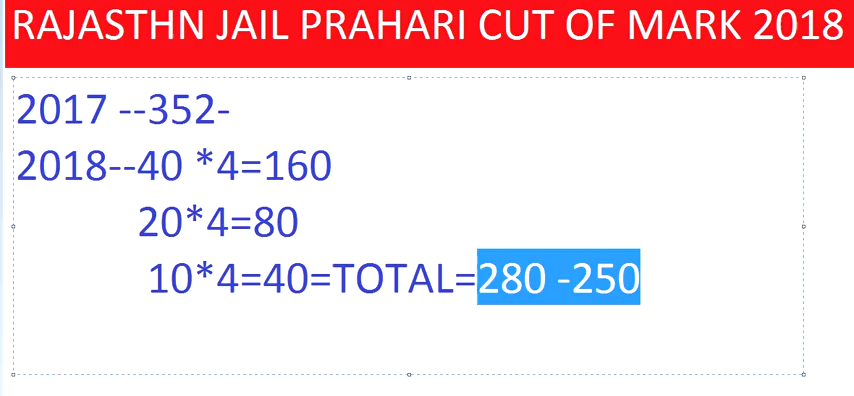 RAJASTHN JAIL PRAHARI CUT OF MARK 2018
2017 --352-
2018--40 *4=160
20*4=80
10*4=40=TOTAL=280 -250